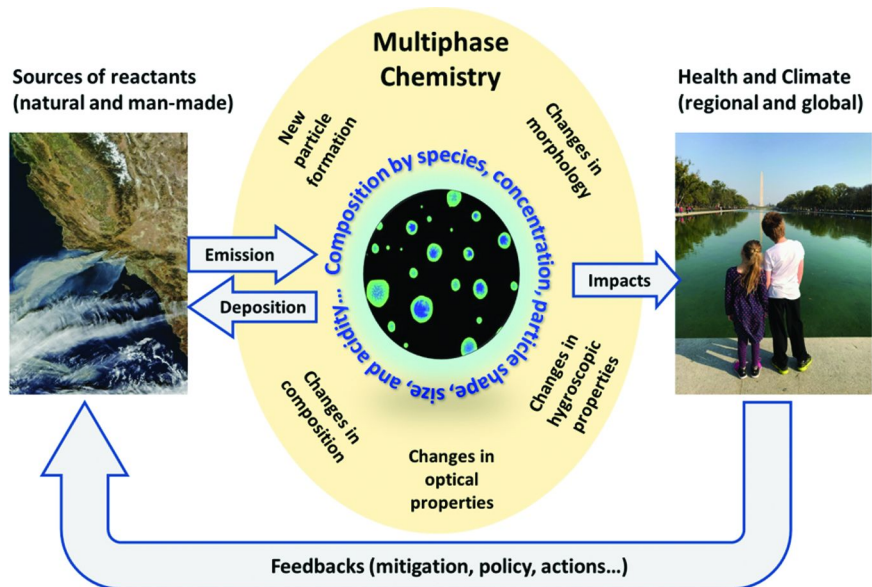 Multiphase
Chemistry
Sources of reactants
(natural and man-made)
Health and Climate
(regional and global)
New
particle
formation
Changes in
morphology
Composition by species, concentration, particle shape, size, and acidity...
Emission
Deposition
Impacts
Changes in
composition
Changes in
optical
properties
Changes in
hygroscopic
properties
Feedbacks (mitigation, policy, actions...)